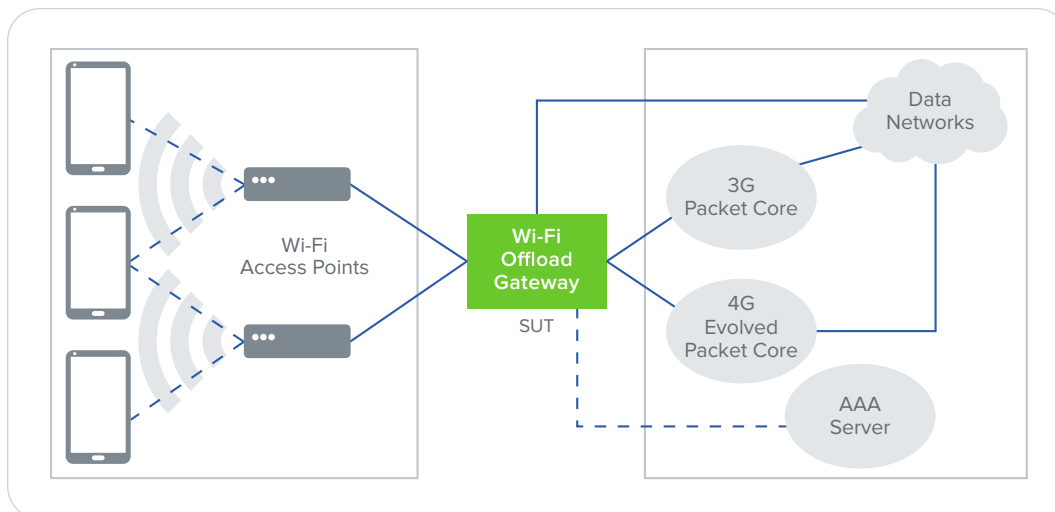 Wi-Fi
Access Points
Wi-Fi
Offload
Gateway
SUT
Data
Networks
3G
Packet Core
4G
Evolved
Packet Core
AAA
Server